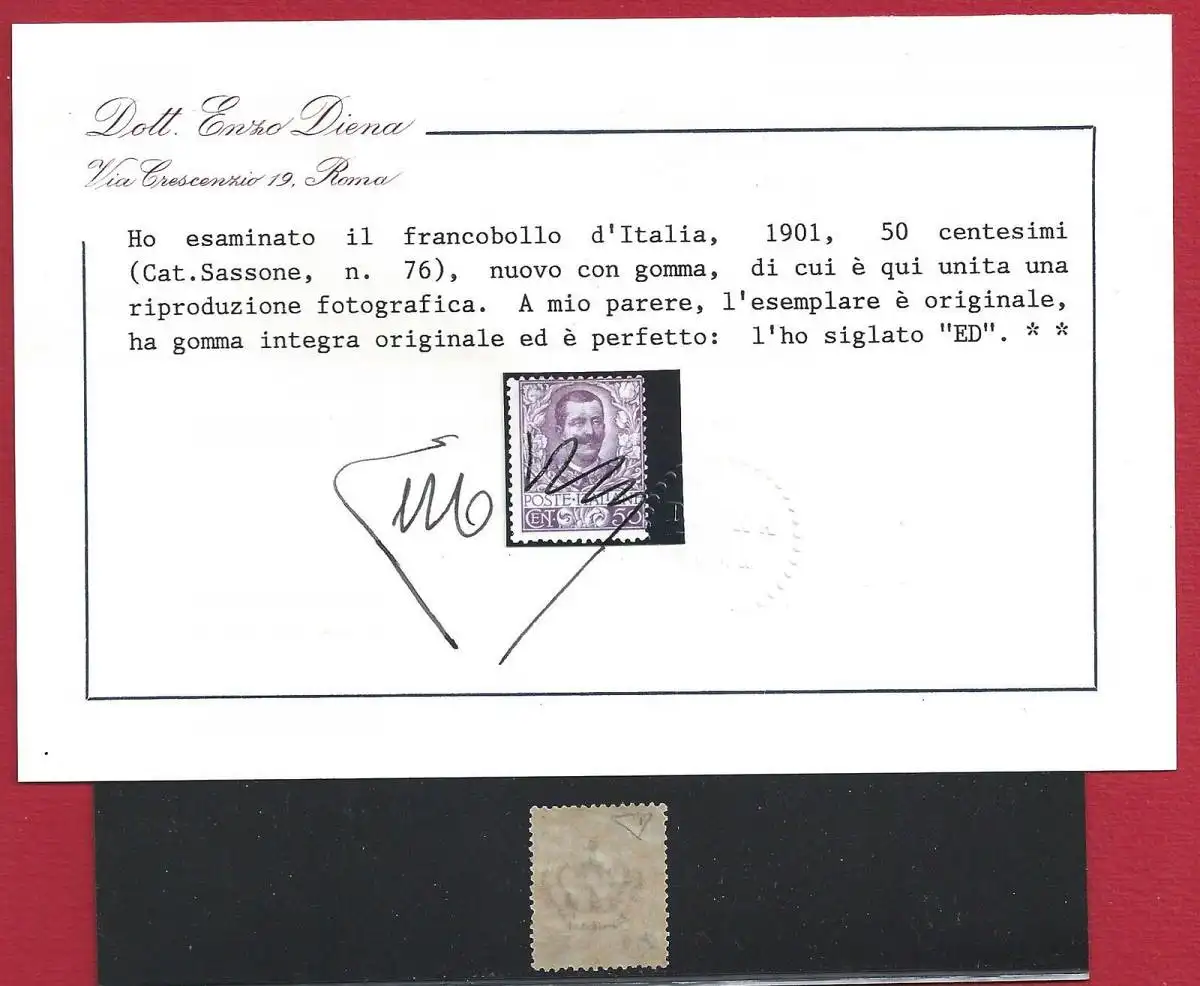 Dott. Enzo Diena
Via Crescenzio 19, Roma
Ho esaminato il francobollo d'Italia, 1901, 50 centesimi
(Cat.Sassone, n. 76), nuovo con gomma, di cui è qui unita una
riproduzione fotografica. A mio parere, l'esemplare è originale,
ha gomma integra originale ed è perfetto: l'ho siglato "ED". * *
POSTE·ITALIANE
CEN· 50